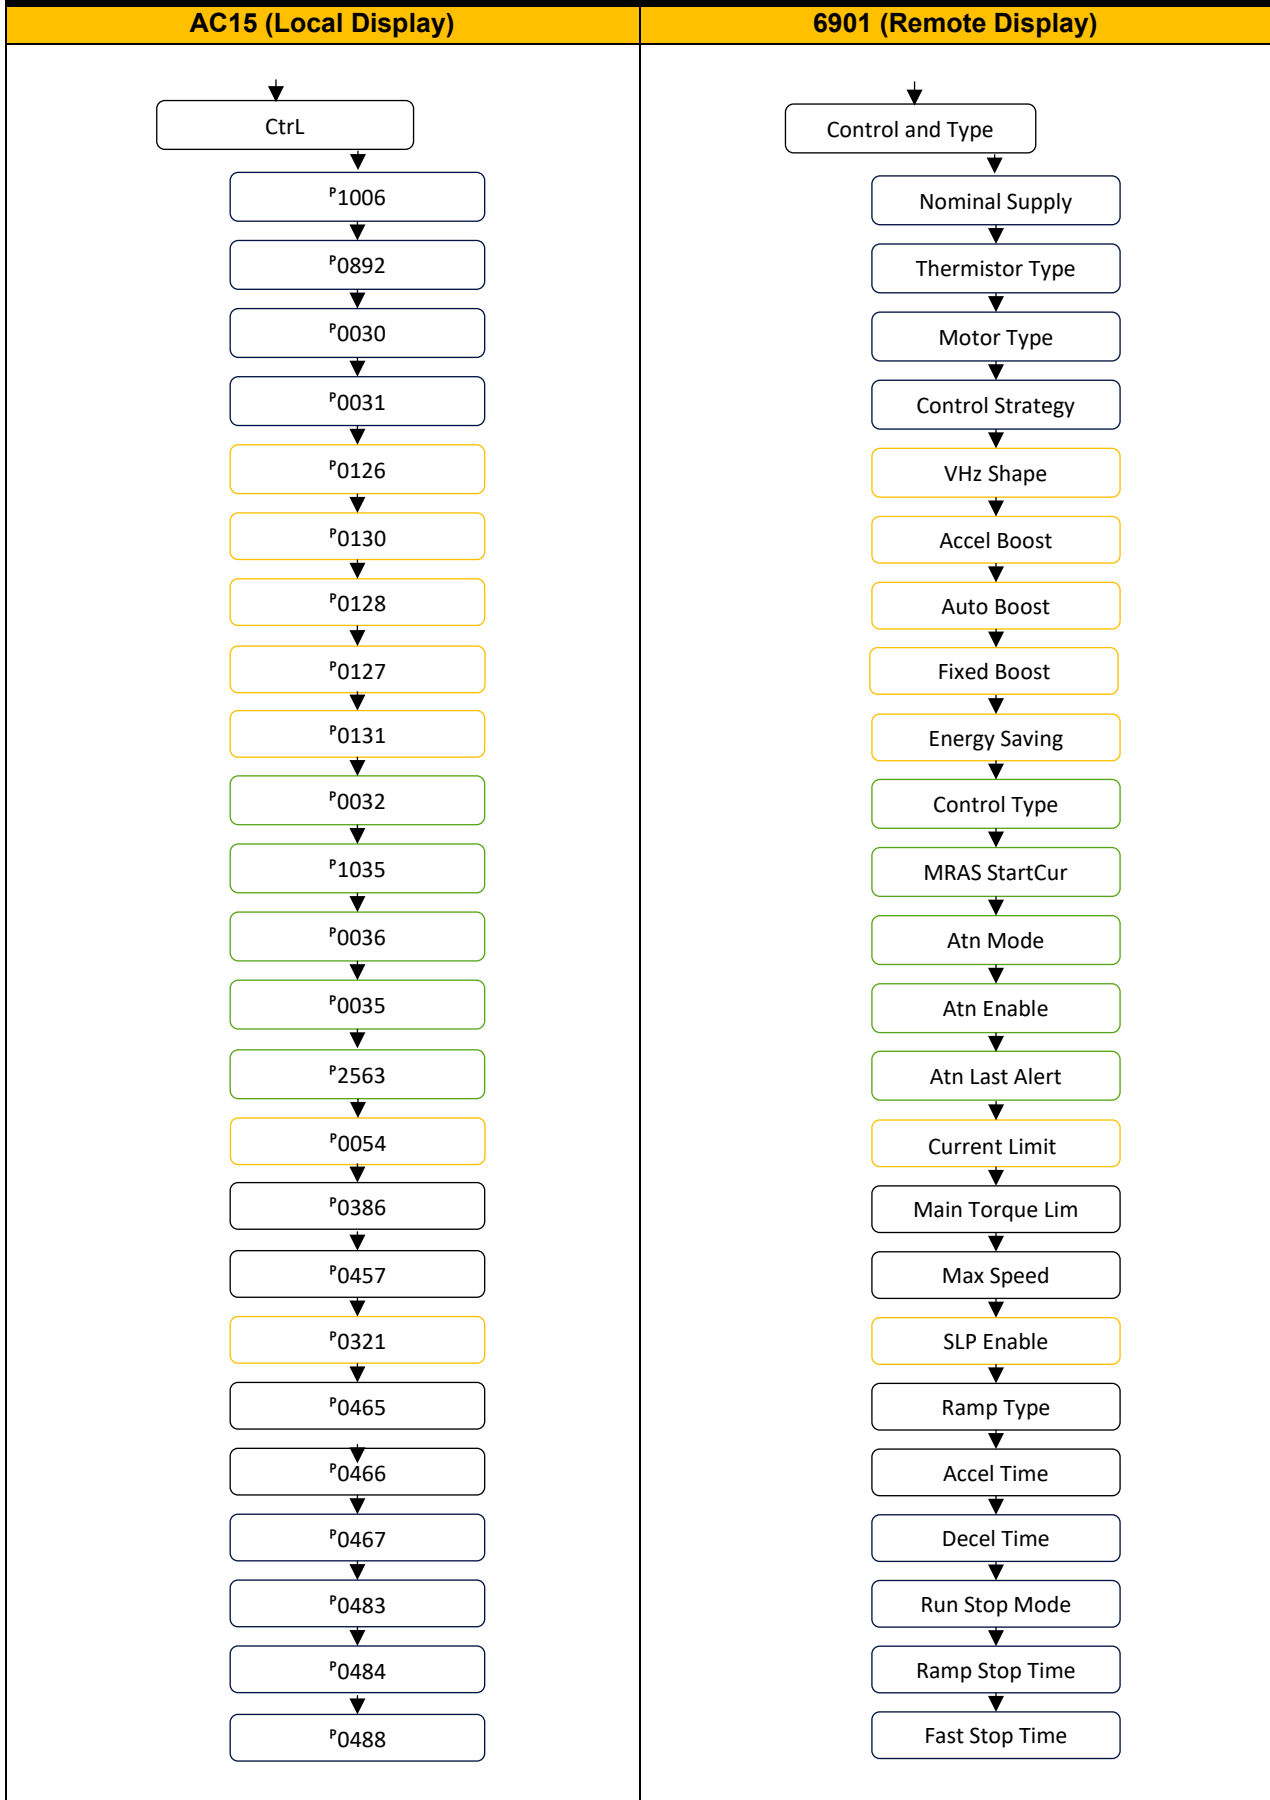 AC15 (Local Display)
6901 (Remote Display)
CtrL
P1006
P0892
P0030
P0031
P0126
P0130
P0128
P0127
P0131
P0032
P1035
P0036
P0035
P2563
P0054
P0386
P0457
P0321
P0465
P0466
P0467
P0483
P0484
P0488
Control and Type
Nominal Supply
Thermistor Type
Motor Type
Control Strategy
VHz Shape
Accel Boost
Auto Boost
Fixed Boost
Energy Saving
Control Type
MRAS StartCur
Atn Mode
Atn Enable
Atn Last Alert
Current Limit
Main Torque Lim
Max Speed
SLP Enable
Ramp Type
Accel Time
Decel Time
Run Stop Mode
Ramp Stop Time
Fast Stop Time